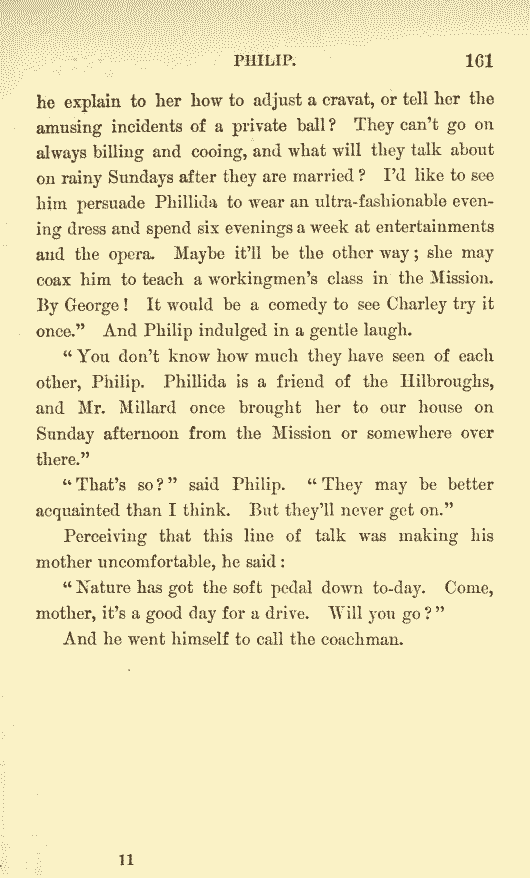 PHILIP. 161
he explain to her how to adjust a cravat, or tell her the
amusing incidents of a private ball? They can't go on
always billing and cooing, and what will they talk about
on rainy Sundays after they are married? I'd like to see
him persuade Phillida to wear an ultra-fashionable even-
ing dress and spend six evenings a week at entertainments
and the opera. Maybe it'll be the other way; she may
coax him to teach a workingmen's class in the Mission.
By George! It would be a comedy to see Charley try it
once." And Philip indulged in a gentle laugh.
"You don't know how much they have seen of each
other, Philip. Phillida is a friend of the Hilbroughs,
and Mr. Millard once brought her to our house on
Sunday afternoon from the Mission or somewhere over
there."
"That's so?" said Philip. "They may be better
acquainted than I think. But they'll never get on."
Perceiving that this line of talk was making his
mother uncomfortable, he said:
"Nature has got the soft pedal down to-day. Come,
mother, it's a good day for a drive. Will you go?"
And he went himself to call the coachman.
11